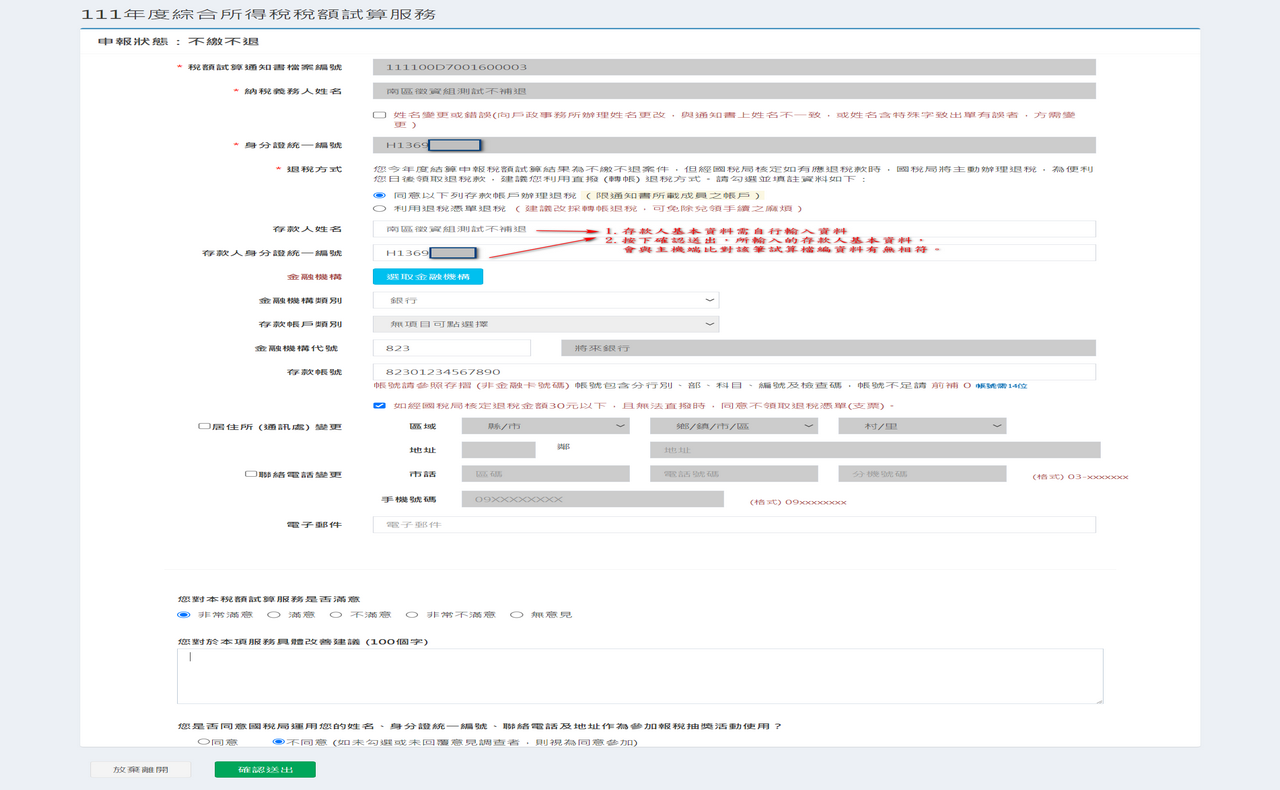 111年度綜合所得稅稅額試算服務
申報狀態：不繳不退
* 稅額試算通知書檔案編號 111100D7001600003
* 納稅義務人姓名 南區徵資組測試不補退
姓名變更或錯誤(向戶政事務所辦理姓名更改，與通知書上姓名不一致，或姓名含特殊字致出單有誤者，方需變
更)
* 身分證統一編號 H1369
* 退稅方式 您今年度結算申報稅額試算結果為不繳不退案件，但經國稅局核定如有應退稅款時，國稅局將主動辦理退稅，為便利
您日後領取退稅款，建議您利用直撥(轉帳)退稅方式。請勾選並填註資料如下：
同意以下列存款帳戶辦理退稅 (限通知書所載成員之帳戶)
利用退稅憑單退稅 (建議改採轉帳退稅，可免除兌領手續之麻煩)
存款人姓名 南區徵資組測試不補退 1. 存款人基本資料需自行輸入資料
2. 按下確認送出，所輸入的存款人基本資料，
會與主機端比對該筆試算檔編資料有無相符。
存款人身分證統一編號 H1369
金融機構 選取金融機構
金融機構類別 銀行
存款帳戶類別 無項目可點選擇
金融機構代號 823 將來銀行
存款帳號 82301234567890
帳號請參照存摺 (非金融卡號碼) 帳號包含分行別、部、科目、編號及檢查碼，帳號不足請 前補 0 帳號需14位
如經國稅局核定退稅金額30元以下，且無法直撥時，同意不領取退稅憑單(支票)。
居住所 (通訊處) 變更 區域 縣/市 鄉/鎮/市/區 村/里
地址 鄰 地址
聯絡電話變更 市話 區碼 電話號碼 分機號碼 (格式) 03-xxxxxxx
手機號碼 09XXXXXXXX (格式) 09xxxxxxxx
電子郵件 電子郵件
您對本稅額試算服務是否滿意
非常滿意 滿意 不滿意 非常不滿意 無意見
您對於本項服務具體改善建議 (100個字)
您是否同意國稅局運用您的姓名、身分證統一編號、聯絡電話及地址作為參加報稅抽獎活動使用？
同意 不同意 (如未勾選或未回覆意見調查者，則視為同意參加)
放棄離開 確認送出